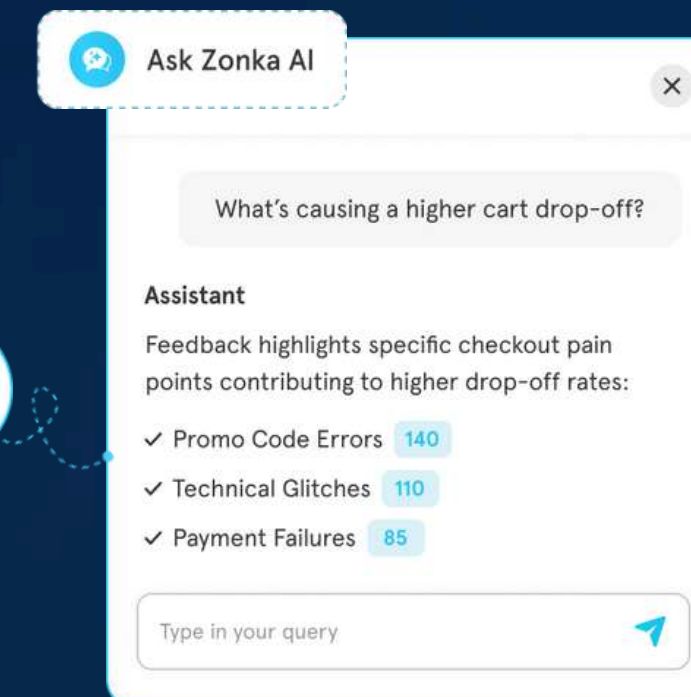 Ask Zonka AI
What's causing a higher cart drop-off?
Assistant
Feedback highlights specific checkout pain
points contributing to higher drop-off rates:
Promo Code Errors 140
Technical Glitches 110
Payment Failures 85
Type in your query